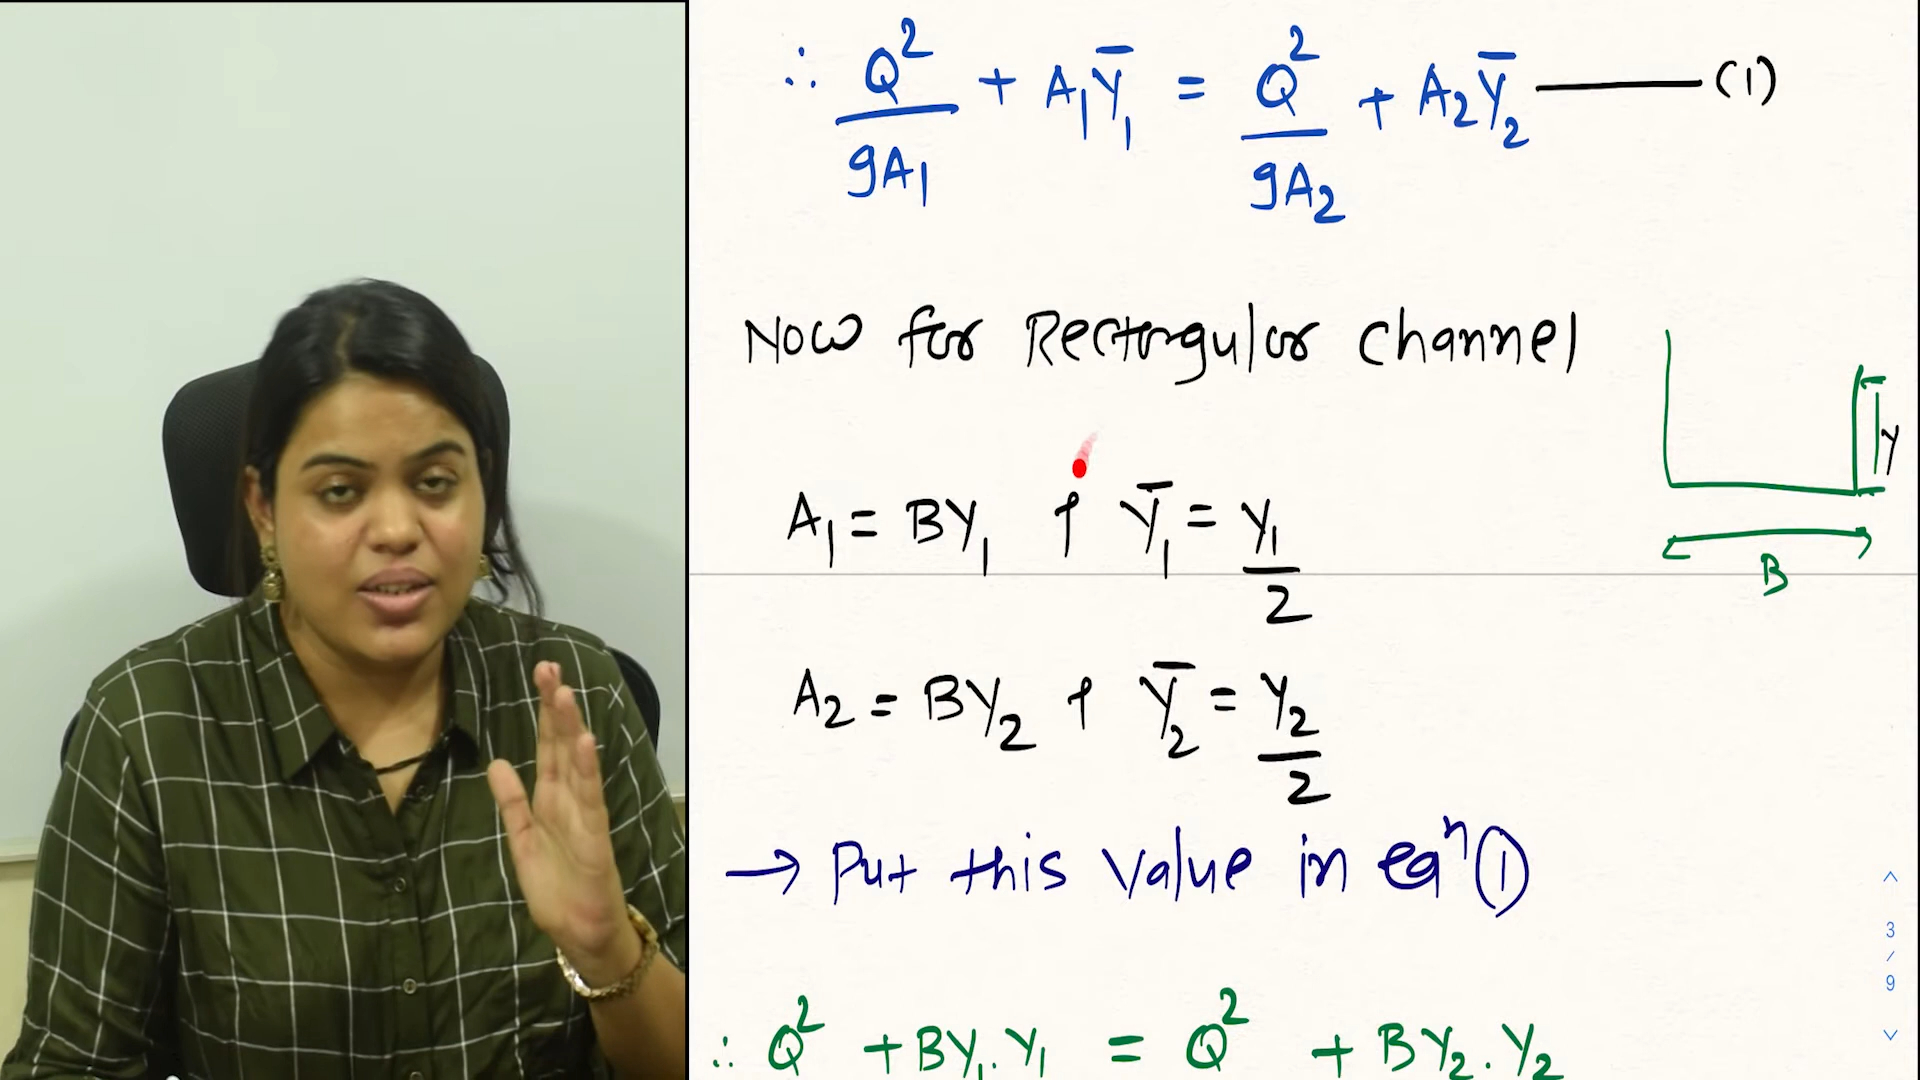 ∴ Q²/gA₁ + A₁Ȳ₁ = Q²/gA₂ + A₂Ȳ₂ ——— (1)
Now for Rectangular channel
Y
A₁ = BY₁ & Ȳ₁ = Y₁/2
B
A₂ = BY₂ & Ȳ₂ = Y₂/2
→ Put this value in eqⁿ ①
3/9
∴ Q² + BY₁.Y₁ = Q² + BY₂.Y₂